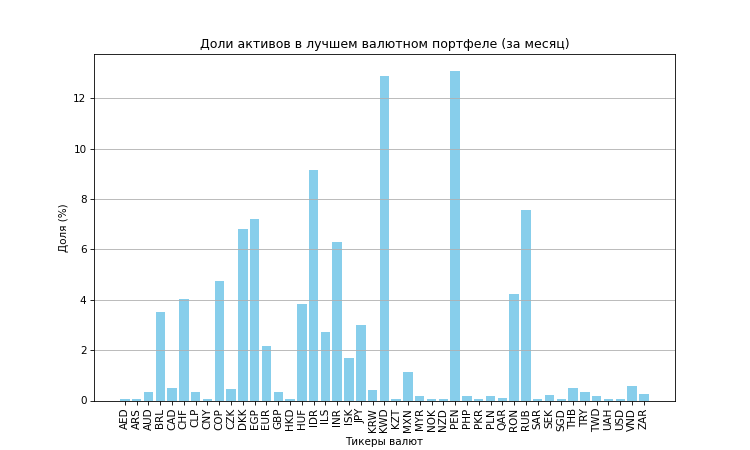 Доли активов в лучшем валютном портфеле (за месяц)
Доля (%)
12
10
8
6
4
2
0
AED ARS AUD BRL CAD CHF CLP CNY COP CZK DKK EGP EUR GBP HKD HUF IDR ILS INR ISK JPY KRW KWD KZT MXN MYR NOK NZD PEN PHP PKR PLN QAR RON RUB SAR SEK SGD THB TRY TWD UAH USD VND ZAR
Тикеры валют